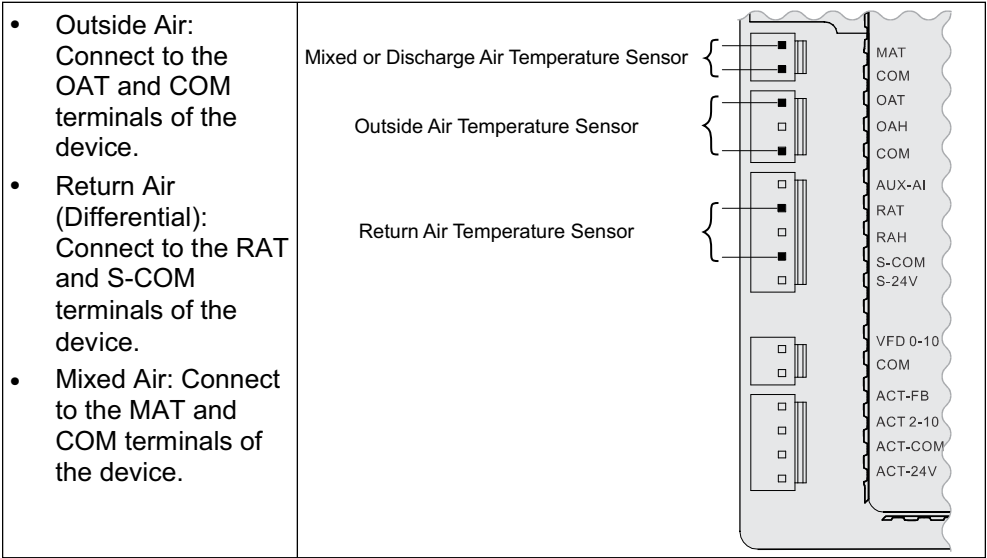 • Outside Air:
Connect to the
OAT and COM
terminals of the
device.
• Return Air
(Differential):
Connect to the RAT
and S-COM
terminals of the
device.
• Mixed Air: Connect
to the MAT and
COM terminals of
the device.
Mixed or Discharge Air Temperature Sensor
Outside Air Temperature Sensor
Return Air Temperature Sensor
MAT
COM
OAT
OAH
COM
AUX-AI
RAT
RAH
S-COM
S-24V
VFD 0-10
COM
ACT-FB
ACT 2-10
ACT-COM
ACT-24V